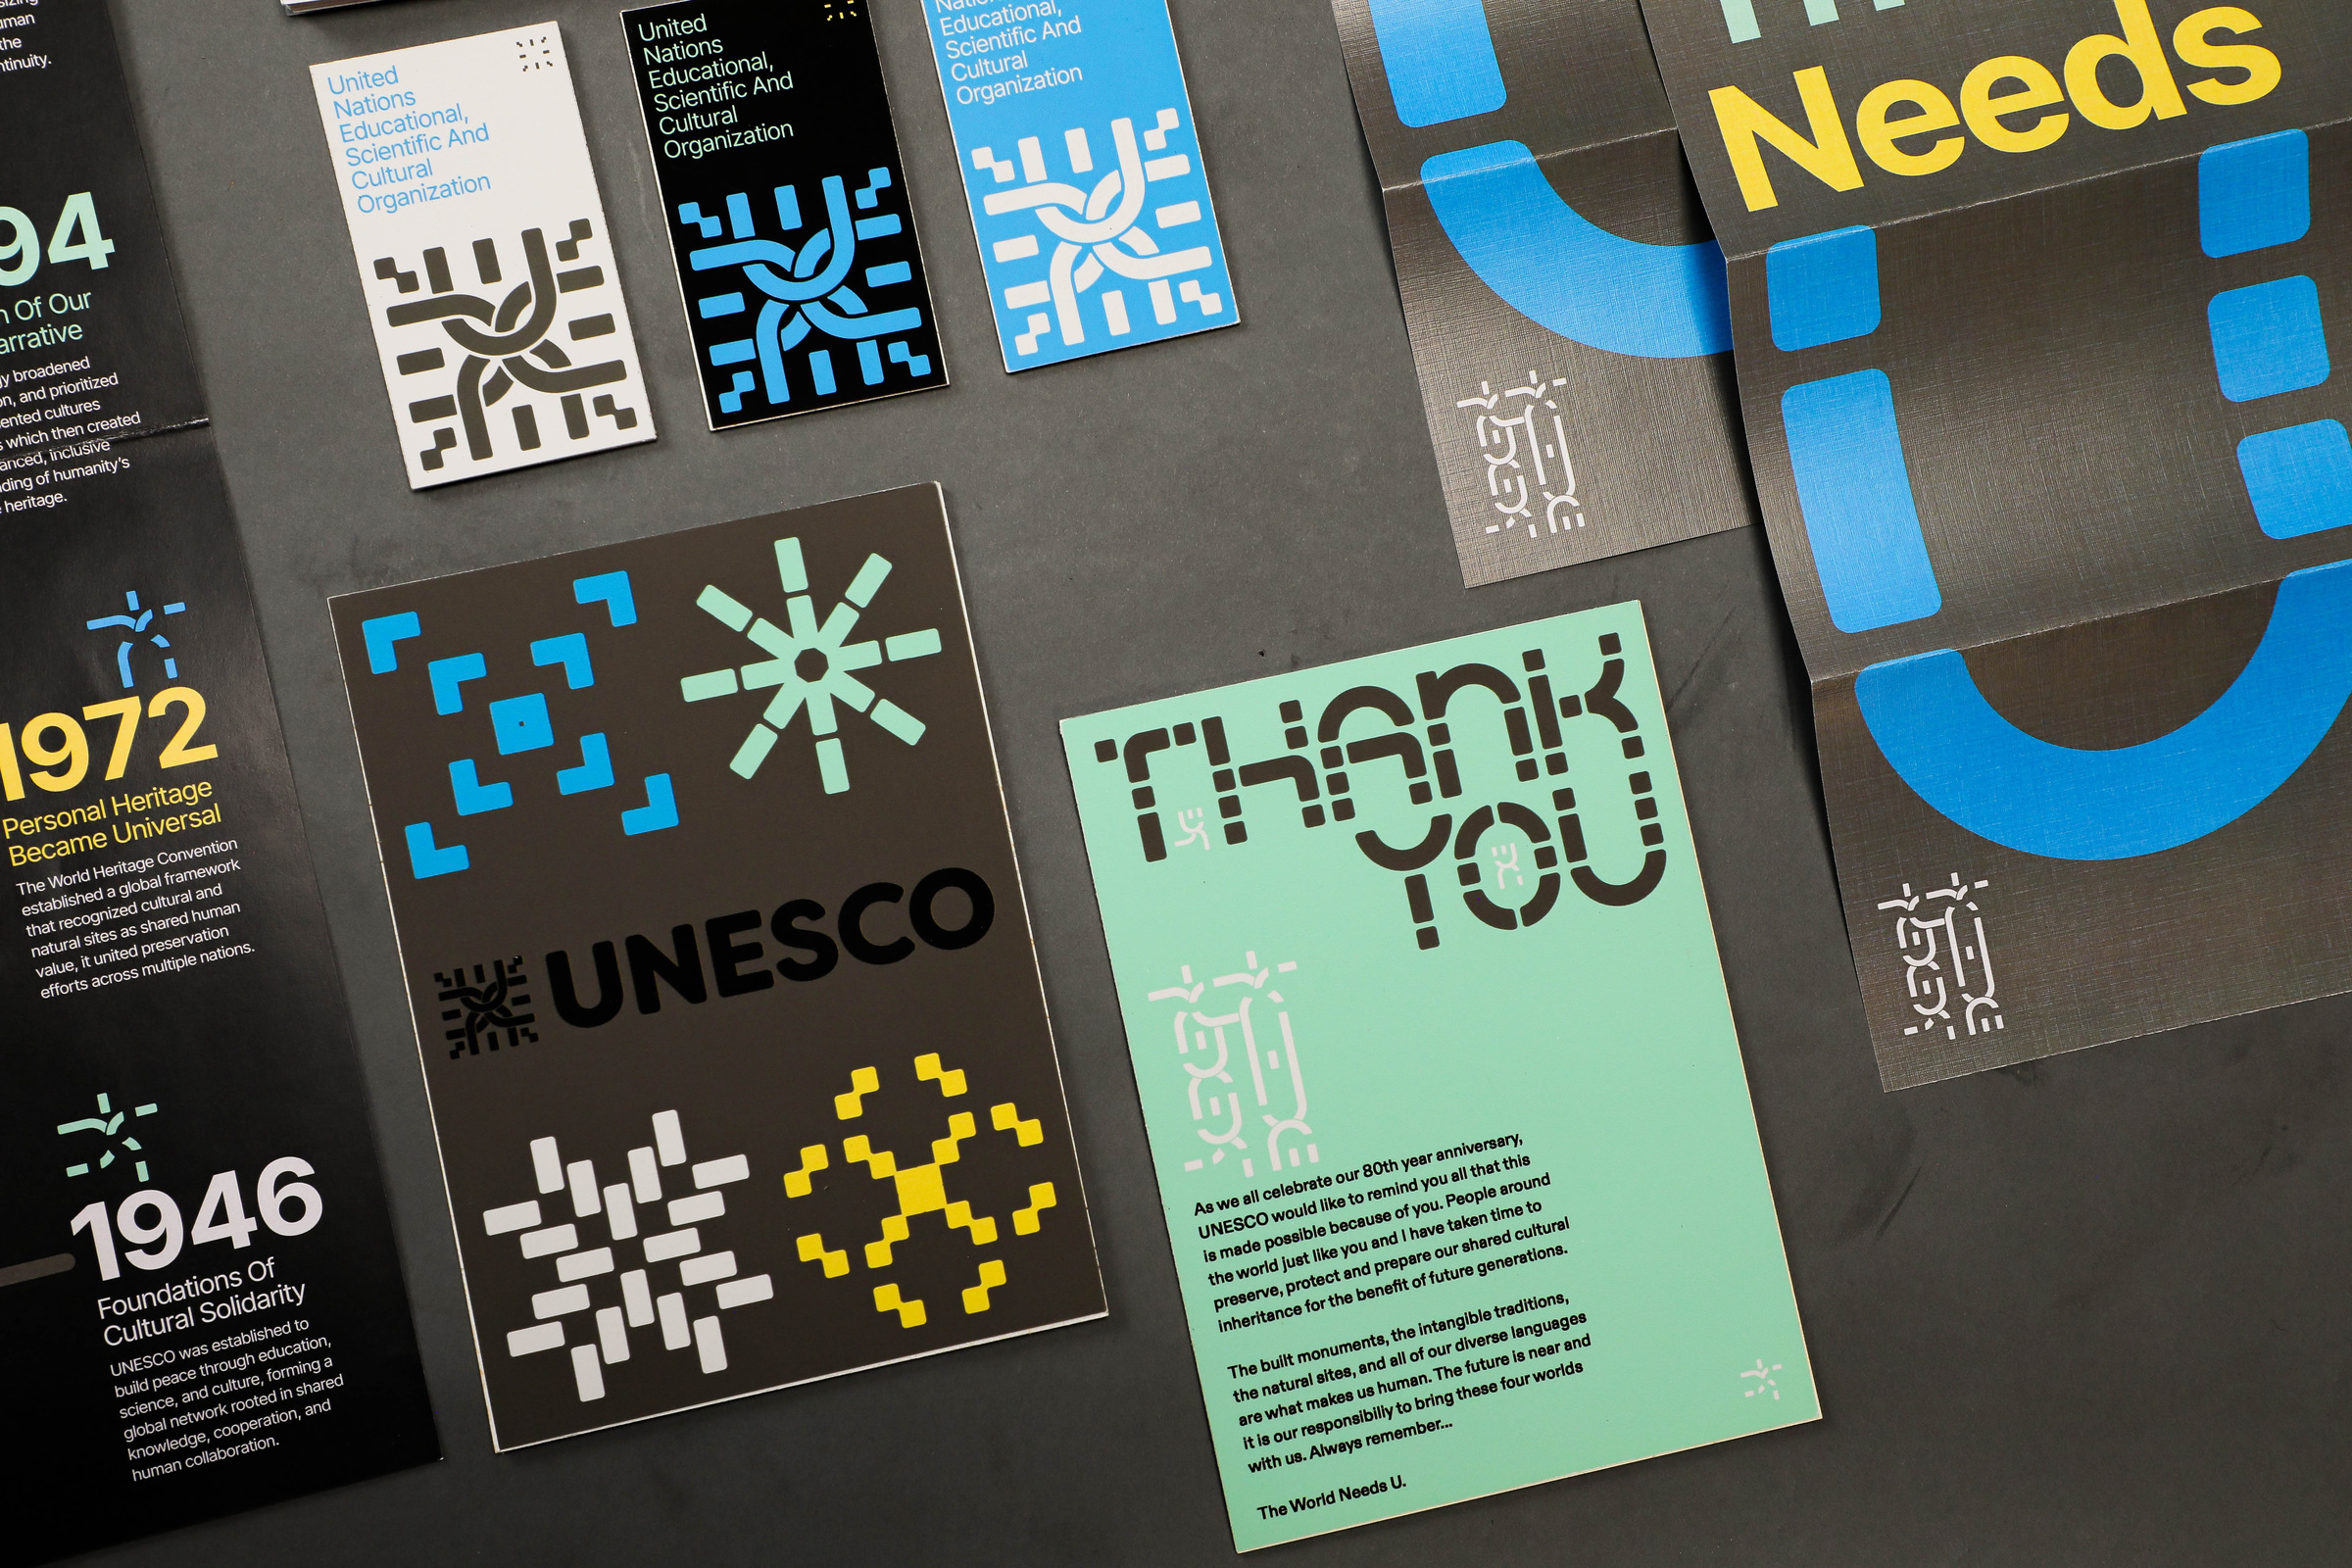 uman
the
ntinuity.
94
n Of Our
arrative
gy broadened
on, and prioritized
ented cultures
s which then created
anced, inclusive
ding of humanity's
heritage.
1972
Personal Heritage
Became Universal
The World Heritage Convention
established a global framework
that recognized cultural and
natural sites as shared human
value, it united preservation
efforts across multiple nations.
1946
Foundations Of
Cultural Solidarity
UNESCO was established to
build peace through education,
science, and culture, forming a
global network rooted in shared
knowledge, cooperation, and
human collaboration.
United
Nations
Educational,
Scientific And
Cultural
Organization
United
Nations
Educational,
Scientific And
Cultural
Organization
Educational,
Scientific And
Cultural
Organization
Needs
UNESCO
THANK
YOU
As we all celebrate our 80th year anniversary,
UNESCO would like to remind you all that this
is made possible because of you. People around
the world just like you and I have taken time to
preserve, protect and prepare our shared cultural
inheritance for the benefit of future generations.
The built monuments, the intangible traditions,
the natural sites, and all of our diverse languages
are what makes us human. The future is near and
it is our responsibiliy to bring these four worlds
with us. Always remember...
The World Needs U.